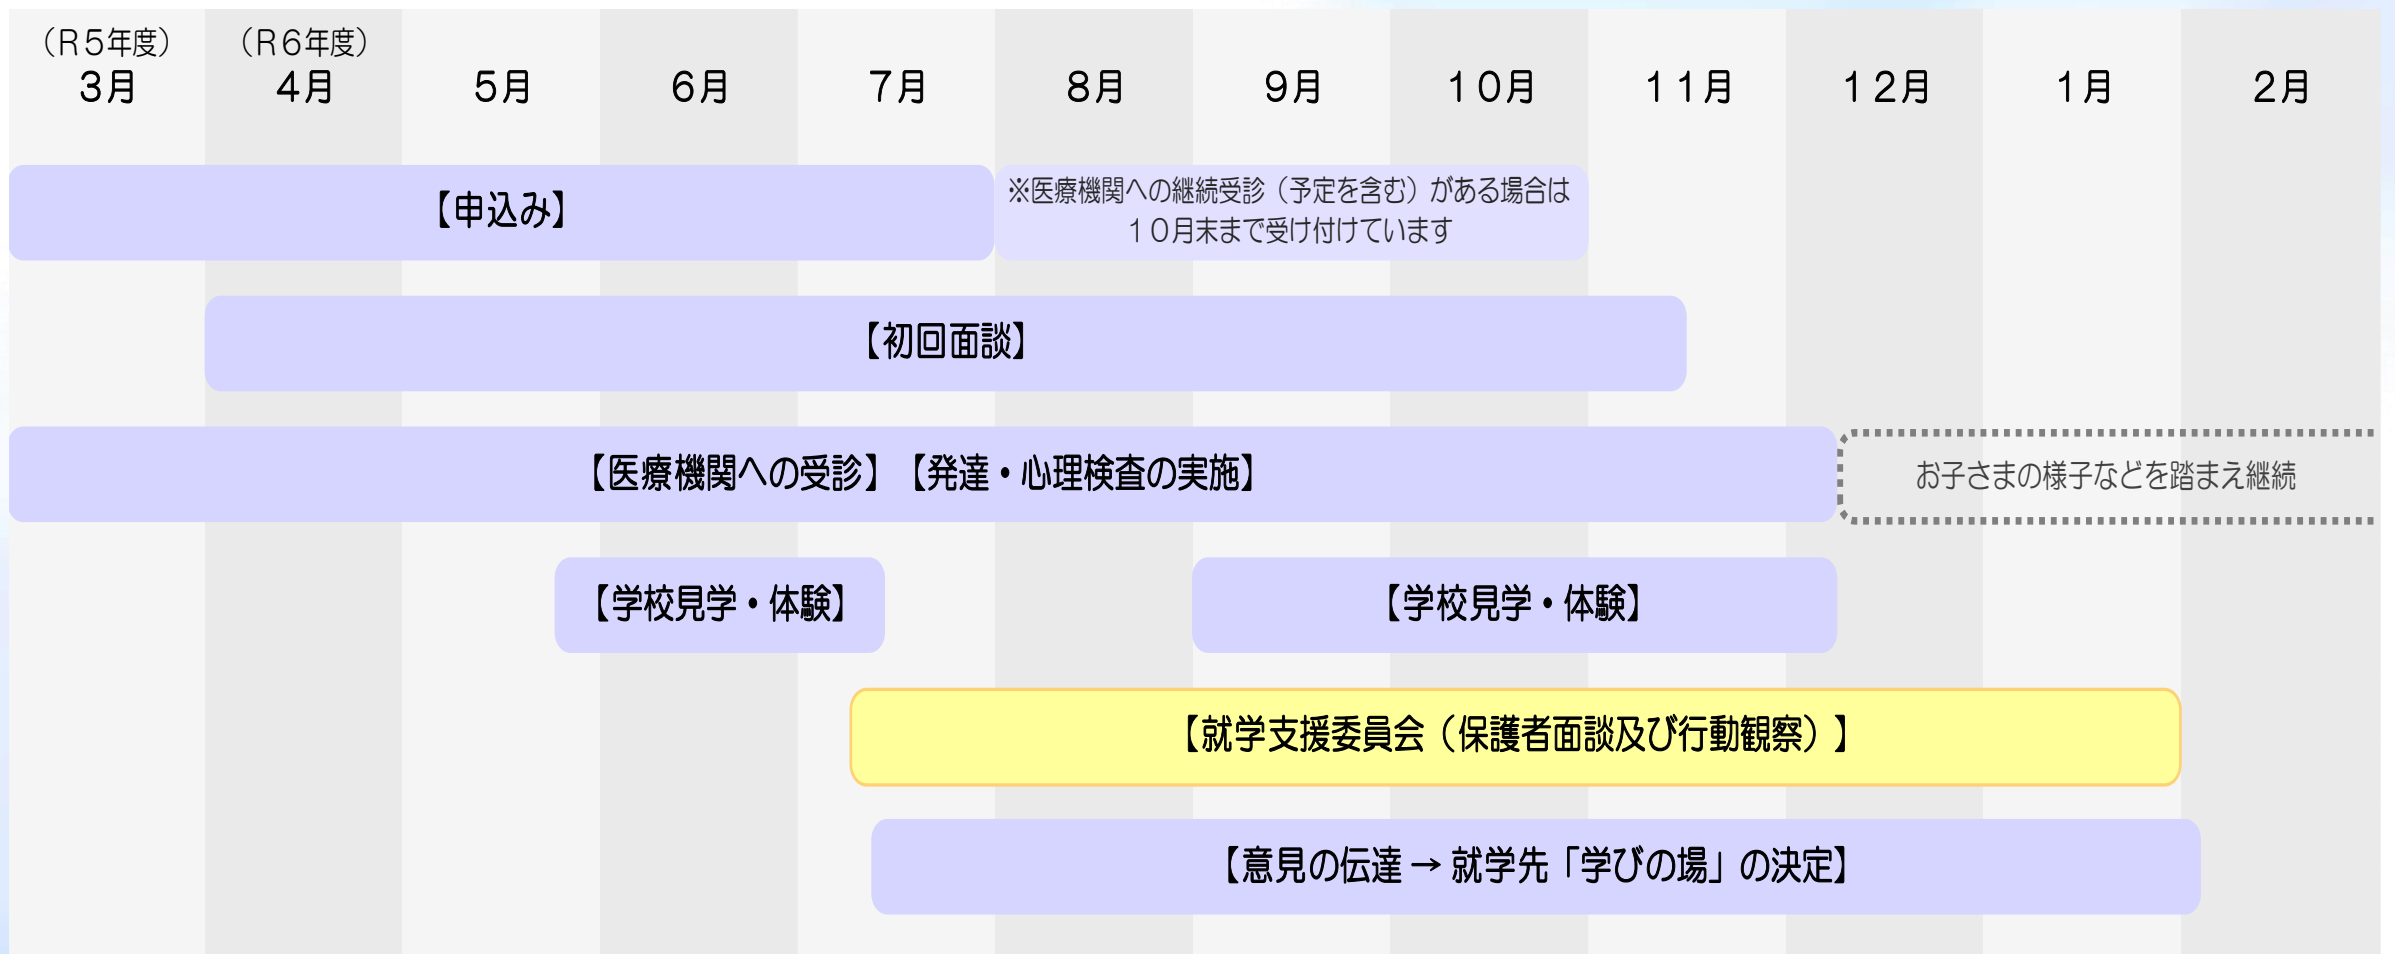 （R５年度）
３月
（R６年度）
４月
５月
６月
７月
８月
９月
１０月
１１月
１２月
１月
２月
【申込み】
※医療機関への継続受診（予定を含む）がある場合は
１０月末まで受け付けています
【初回面談】
【医療機関への受診】【発達・心理検査の実施】
お子さまの様子などを踏まえ継続
【学校見学・体験】
【学校見学・体験】
【就学支援委員会（保護者面談及び行動観察）】
【意見の伝達→就学先「学びの場」の決定】